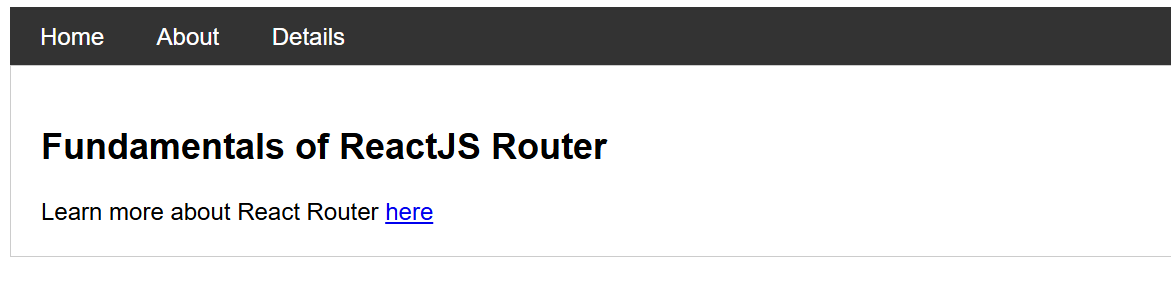 Home About Details
Fundamentals of ReactJS Router
Learn more about React Router here